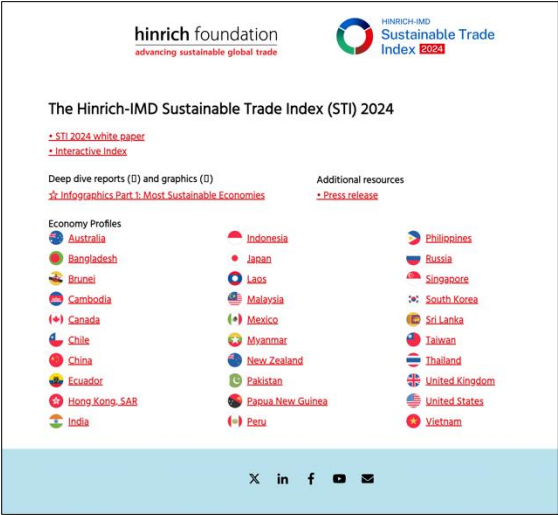 hinrich foundation
advancing sustainable global trade
HINRICH-IMD
Sustainable Trade
Index 2024
The Hinrich-IMD Sustainable Trade Index (STI) 2024
• STI 2024 white paper
• Interactive Index
Deep dive reports (▯) and graphics (▯)
☆ Infographics Part 1: Most Sustainable Economies
Additional resources
• Press release
Economy Profiles
Australia
Bangladesh
Brunei
Cambodia
Canada
Chile
China
Ecuador
Hong Kong, SAR
India
Indonesia
Japan
Laos
Malaysia
Mexico
Myanmar
New Zealand
Pakistan
Papua New Guinea
Peru
Philippines
Russia
Singapore
South Korea
Sri Lanka
Taiwan
Thailand
United Kingdom
United States
Vietnam